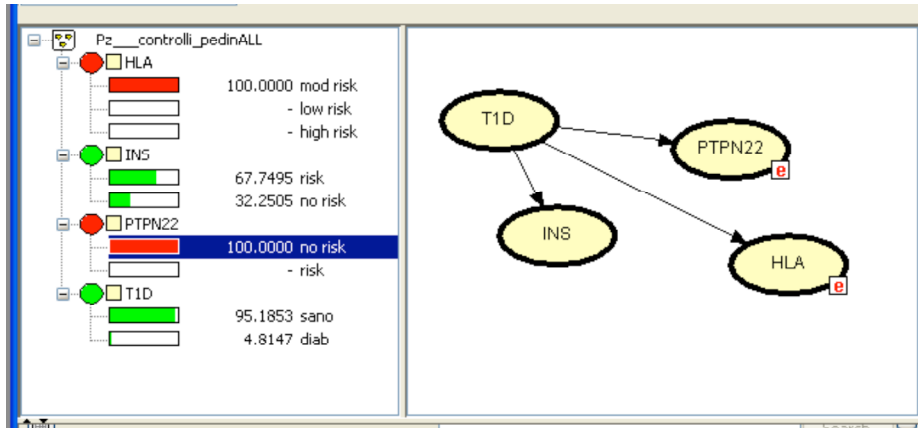 Pz___controlli_pedinALL
HLA
100.0000 mod risk
- low risk
- high risk
INS
67.7495 risk
32.2505 no risk
PTPN22
100.0000 no risk
- risk
T1D
95.1853 sano
4.8147 diab
T1D
PTPN22
e
INS
HLA
e